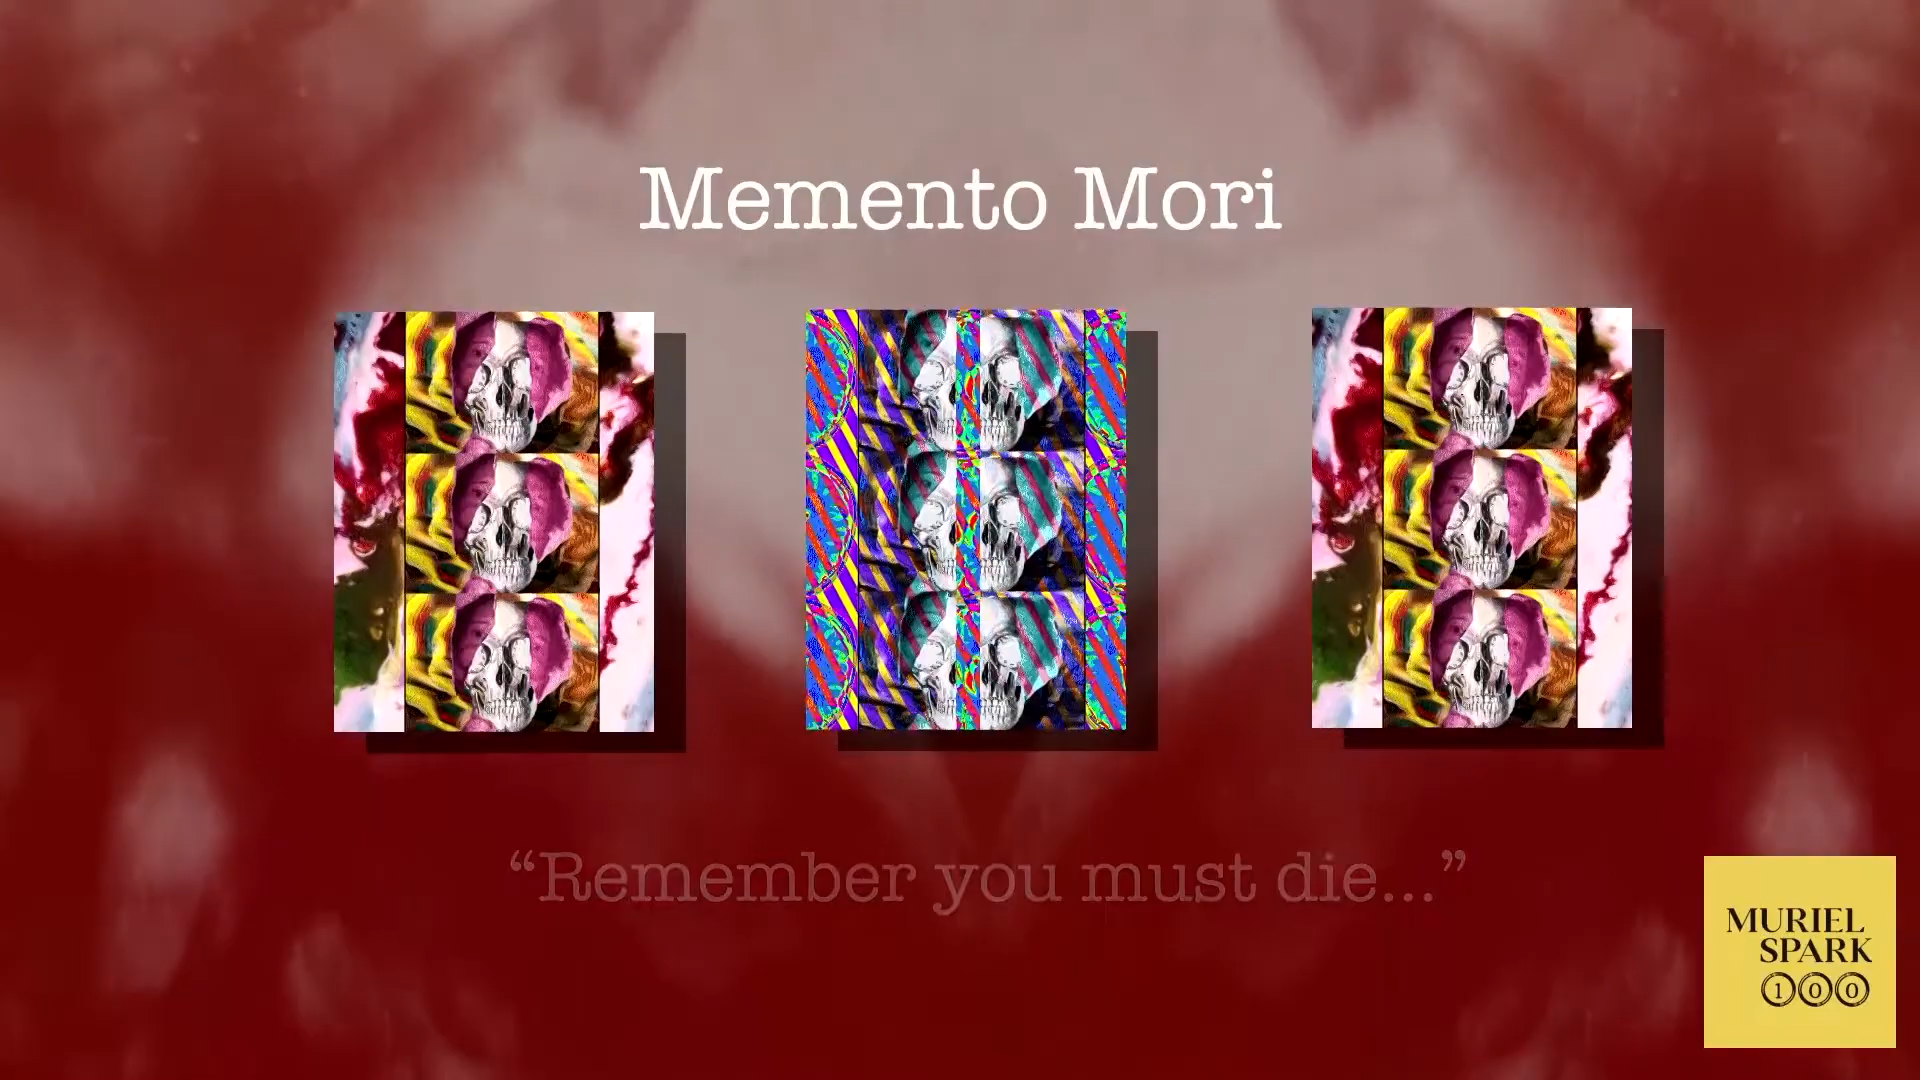 Memento Mori
“Remember you must die...”
MURIEL
SPARK
100